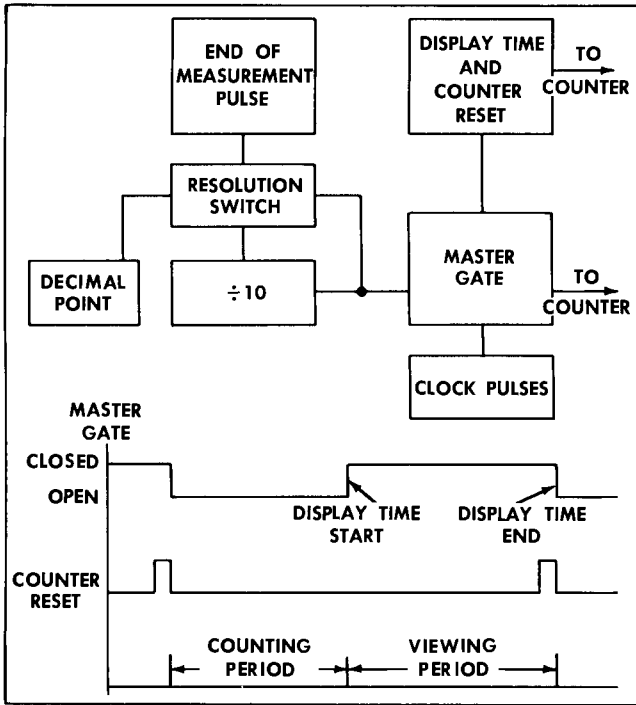 END OF
MEASUREMENT
PULSE
DISPLAY TIME
AND
COUNTER
RESET
TO
COUNTER
RESOLUTION
SWITCH
DECIMAL
POINT
÷10
MASTER
GATE
TO
COUNTER
CLOCK PULSES
MASTER
GATE
CLOSED
OPEN
DISPLAY TIME
START
DISPLAY TIME
END
COUNTER
RESET
COUNTING
PERIOD
VIEWING
PERIOD